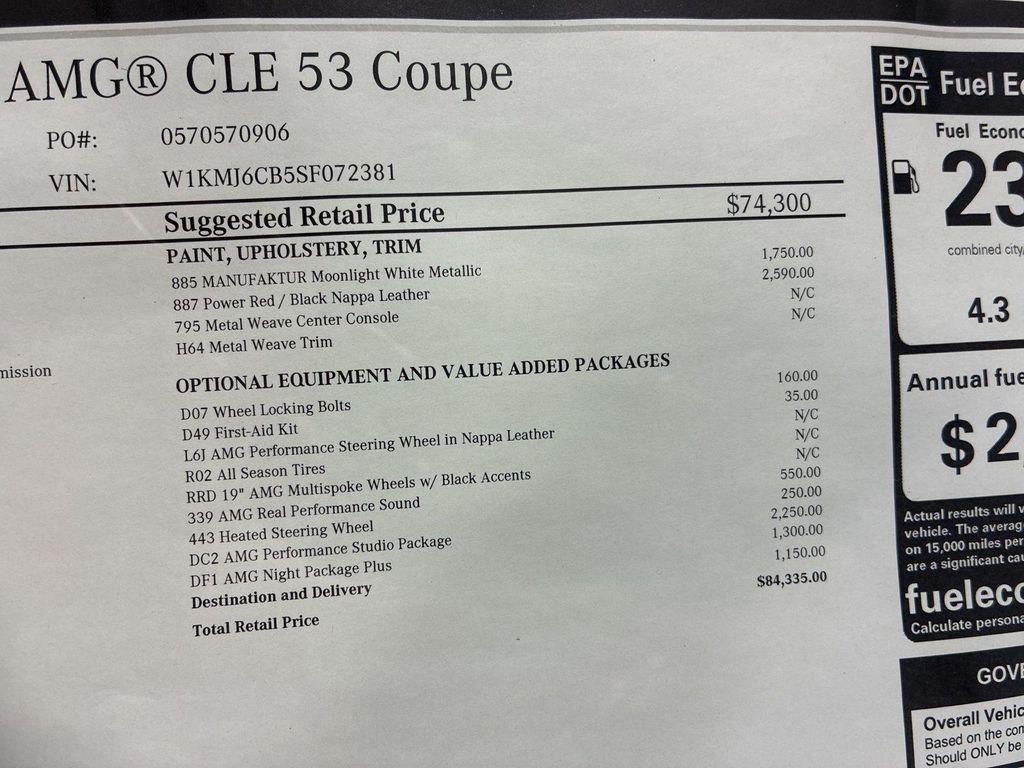 AMG® CLE 53 Coupe
PO#: 0570570906
VIN: W1KMJ6CB5SF072381
Suggested Retail Price $74,300
PAINT, UPHOLSTERY, TRIM
885 MANUFAKTUR Moonlight White Metallic 1,750.00
887 Power Red / Black Nappa Leather 2,590.00
795 Metal Weave Center Console N/C
H64 Metal Weave Trim N/C
mission
OPTIONAL EQUIPMENT AND VALUE ADDED PACKAGES
D07 Wheel Locking Bolts 160.00
D49 First-Aid Kit 35.00
L6J AMG Performance Steering Wheel in Nappa Leather N/C
R02 All Season Tires N/C
RRD 19" AMG Multispoke Wheels w/ Black Accents N/C
339 AMG Real Performance Sound 550.00
443 Heated Steering Wheel 250.00
DC2 AMG Performance Studio Package 2,250.00
DF1 AMG Night Package Plus 1,300.00
Destination and Delivery 1,150.00
Total Retail Price $84,335.00
EPA
DOT
Fuel Ec
Fuel Econo
23
combined city/
4.3
Annual fue
$2,
Actual results will v
vehicle. The averag
on 15,000 miles per
are a significant cau
fueleco
Calculate persona
GOVE
Overall Vehic
Based on the com
Should ONLY be